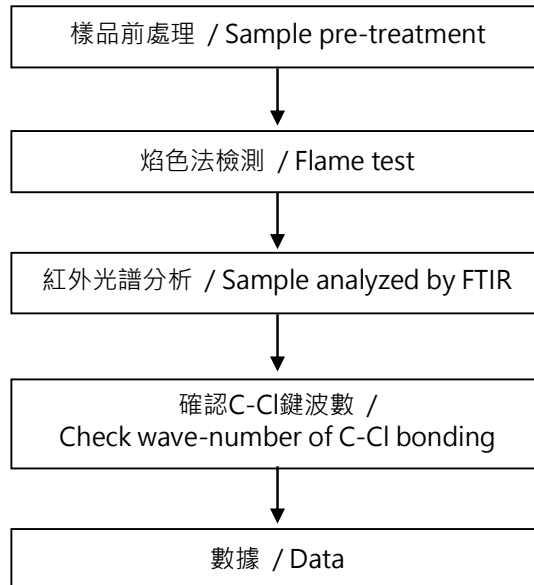 樣品前處理 / Sample pre-treatment
焰色法檢測 / Flame test
紅外光譜分析 / Sample analyzed by FTIR
確認C-Cl鍵波數 /
Check wave-number of C-Cl bonding
數據 / Data